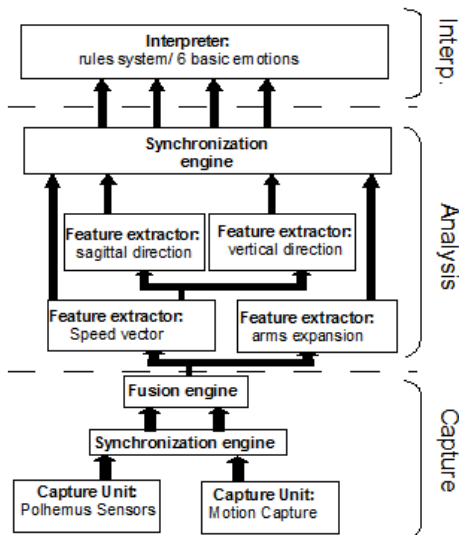 Interpreter:
rules system/ 6 basic emotions
Interp.
Synchronization
engine
Analysis
Feature extractor:
sagittal direction
Feature extractor:
vertical direction
Feature extractor:
Speed vector
Feature extractor:
arms expansion
Fusion engine
Capture
Synchronization engine
Capture Unit:
Polhemus Sensors
Capture Unit:
Motion Capture